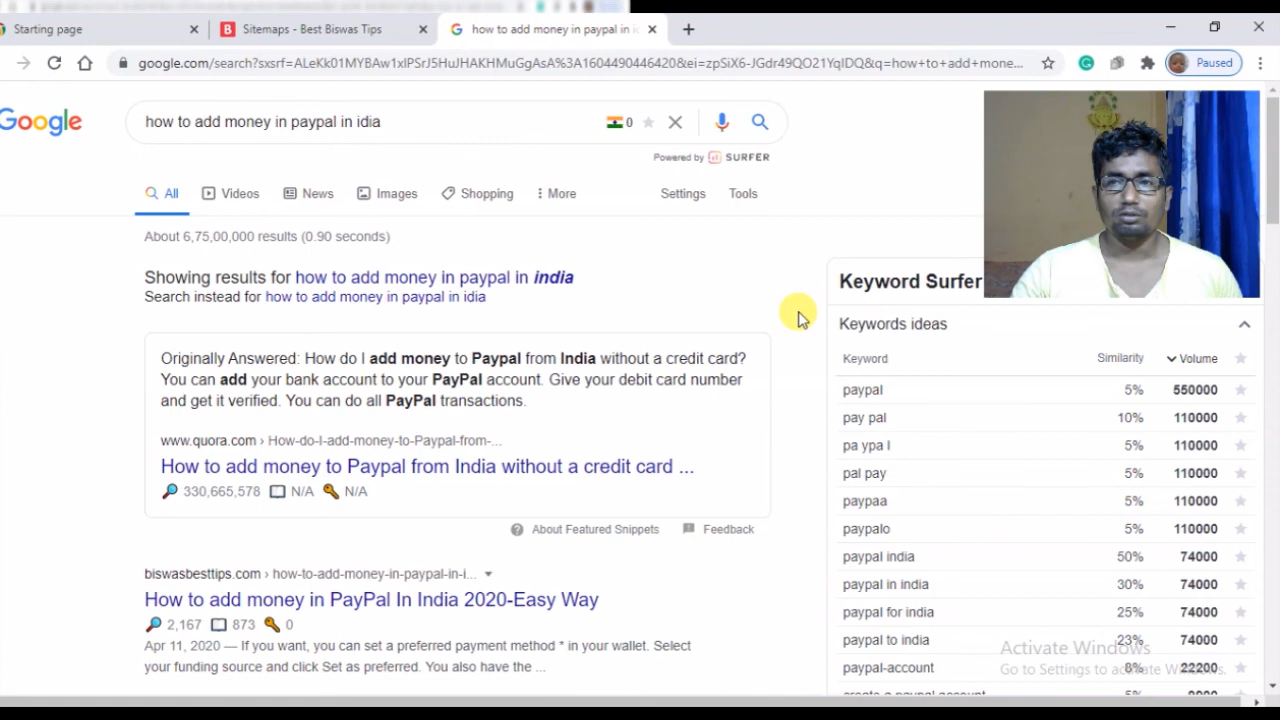 Starting page
Sitemaps - Best Biswas Tips
how to add money in paypal in i
google.com/search?sxsrf=ALeKk01MYBAw1xlPSrJ5HuJHAKHMuGgAsA%3A1604490446420&ei=zpSiX6-JGdr49QO21YqIDQ&q=how+to+add+mone...
Paused
Google
how to add money in paypal in idia
0
Powered by SURFER
All
Videos
News
Images
Shopping
More
Settings
Tools
About 6,75,00,000 results (0.90 seconds)
Showing results for how to add money in paypal in india
Search instead for how to add money in paypal in idia
Originally Answered: How do I add money to Paypal from India without a credit card?
You can add your bank account to your PayPal account. Give your debit card number
and get it verified. You can do all PayPal transactions.
www.quora.com › How-do-I-add-money-to-Paypal-from-...
How to add money to Paypal from India without a credit card ...
330,665,578 N/A N/A
About Featured Snippets
Feedback
biswasbesttips.com › how-to-add-money-in-paypal-in-i...
How to add money in PayPal In India 2020-Easy Way
2,167 873 0
Apr 11, 2020 — If you want, you can set a preferred payment method * in your wallet. Select
your funding source and click Set as preferred. You also have the ...
Keyword Surfer
Keywords ideas
Keyword Similarity Volume
paypal 5% 550000
pay pal 10% 110000
pa ypa l 5% 110000
pal pay 5% 110000
paypaa 5% 110000
paypalo 5% 110000
paypal india 50% 74000
paypal in india 30% 74000
paypal for india 25% 74000
paypal to india 23% 74000
paypal-account 8% 22200
Activate Windows
Go to Settings to activate Windows.